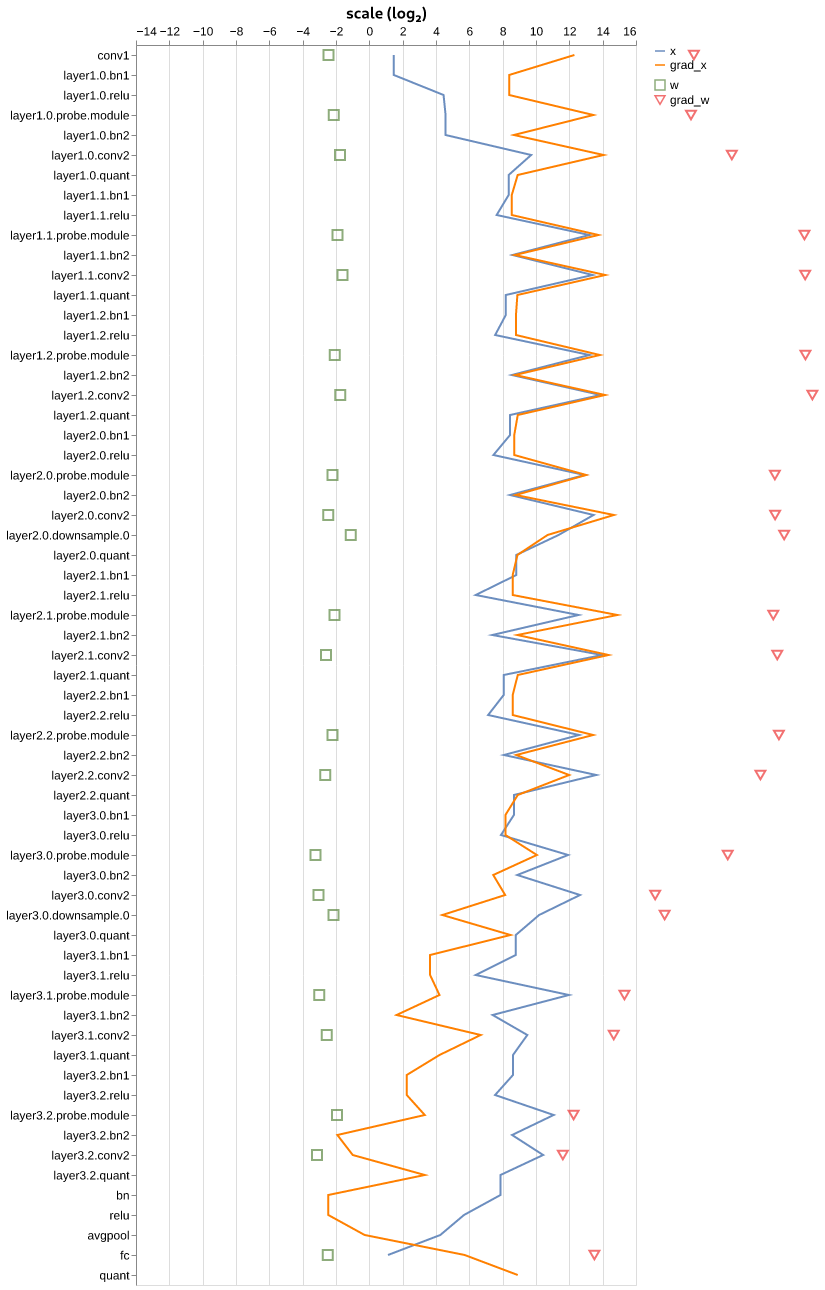 scale (log₂)
−14 −12 −10 −8 −6 −4 −2 0 2 4 6 8 10 12 14 16
x
grad_x
w
grad_w
conv1
layer1.0.bn1
layer1.0.relu
layer1.0.probe.module
layer1.0.bn2
layer1.0.conv2
layer1.0.quant
layer1.1.bn1
layer1.1.relu
layer1.1.probe.module
layer1.1.bn2
layer1.1.conv2
layer1.1.quant
layer1.2.bn1
layer1.2.relu
layer1.2.probe.module
layer1.2.bn2
layer1.2.conv2
layer1.2.quant
layer2.0.bn1
layer2.0.relu
layer2.0.probe.module
layer2.0.bn2
layer2.0.conv2
layer2.0.downsample.0
layer2.0.quant
layer2.1.bn1
layer2.1.relu
layer2.1.probe.module
layer2.1.bn2
layer2.1.conv2
layer2.1.quant
layer2.2.bn1
layer2.2.relu
layer2.2.probe.module
layer2.2.bn2
layer2.2.conv2
layer2.2.quant
layer3.0.bn1
layer3.0.relu
layer3.0.probe.module
layer3.0.bn2
layer3.0.conv2
layer3.0.downsample.0
layer3.0.quant
layer3.1.bn1
layer3.1.relu
layer3.1.probe.module
layer3.1.bn2
layer3.1.conv2
layer3.1.quant
layer3.2.bn1
layer3.2.relu
layer3.2.probe.module
layer3.2.bn2
layer3.2.conv2
layer3.2.quant
bn
relu
avgpool
fc
quant